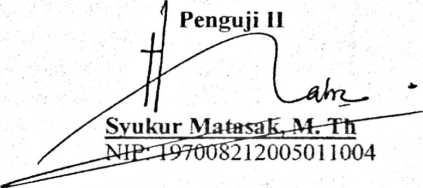 Penguji II
Syukur Matasak, M. Th
NIP: 197008212005011004